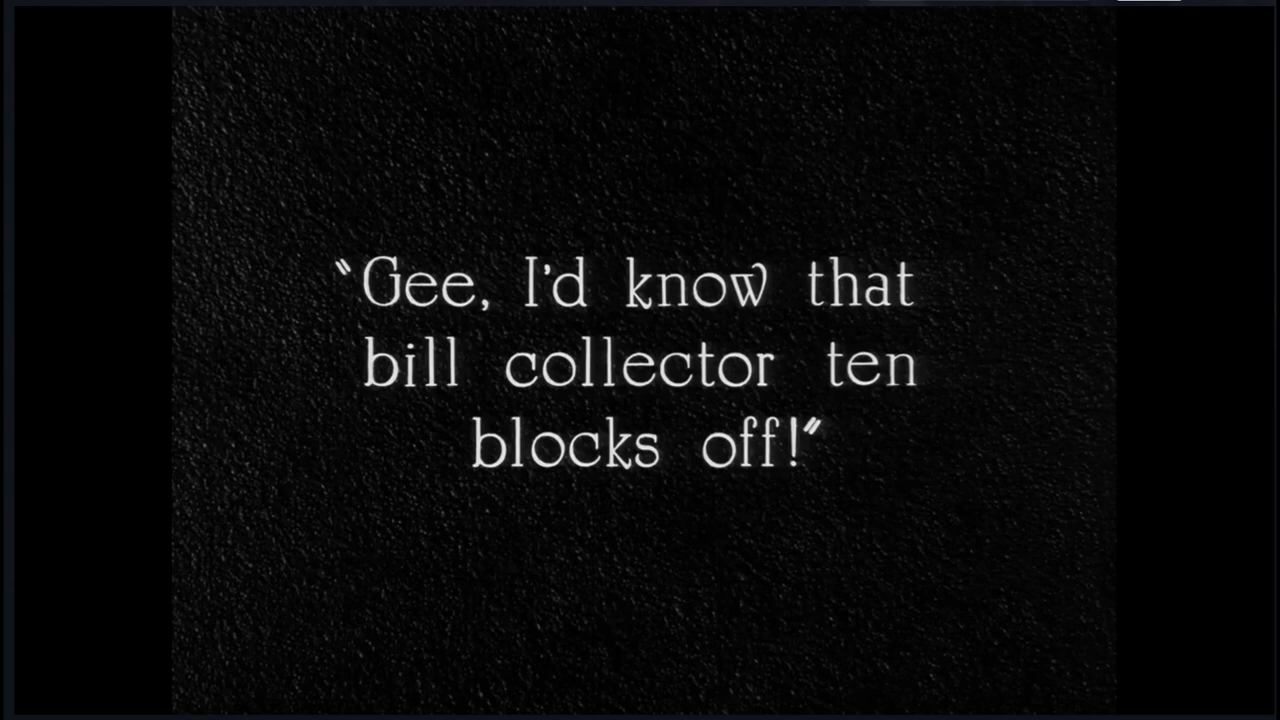 "Gee, I'd know that
bill collector ten
blocks off!"